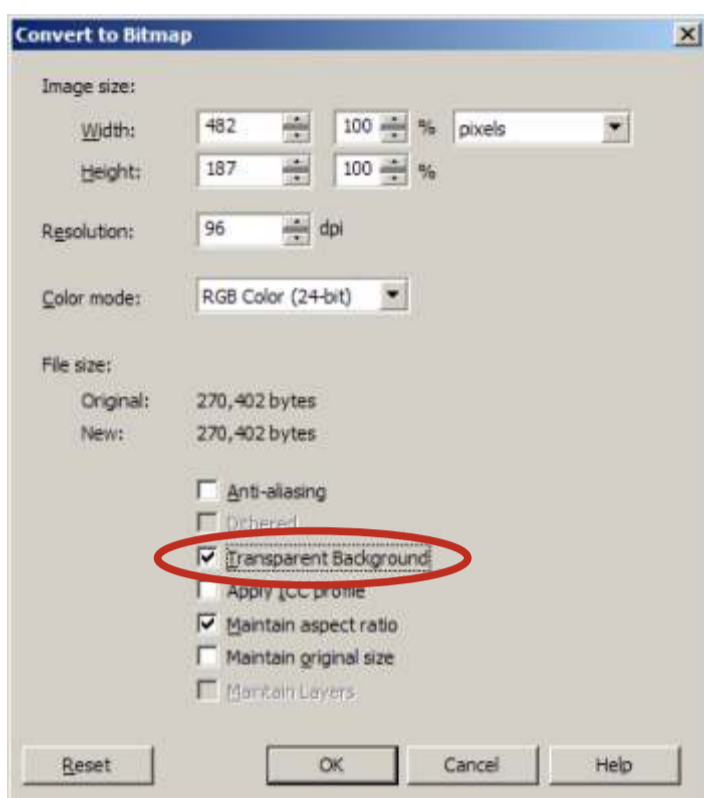 Convert to Bitmap
Image size:
Width: 482 100 % pixels
Height: 187 100 %
Resolution: 96 dpi
Color mode: RGB Color (24-bit)
File size:
Original: 270,402 bytes
New: 270,402 bytes
Anti-aliasing
Dithered
Transparent Background
Apply ICC profile
Maintain aspect ratio
Maintain original size
Maintain Layers
Reset OK Cancel Help